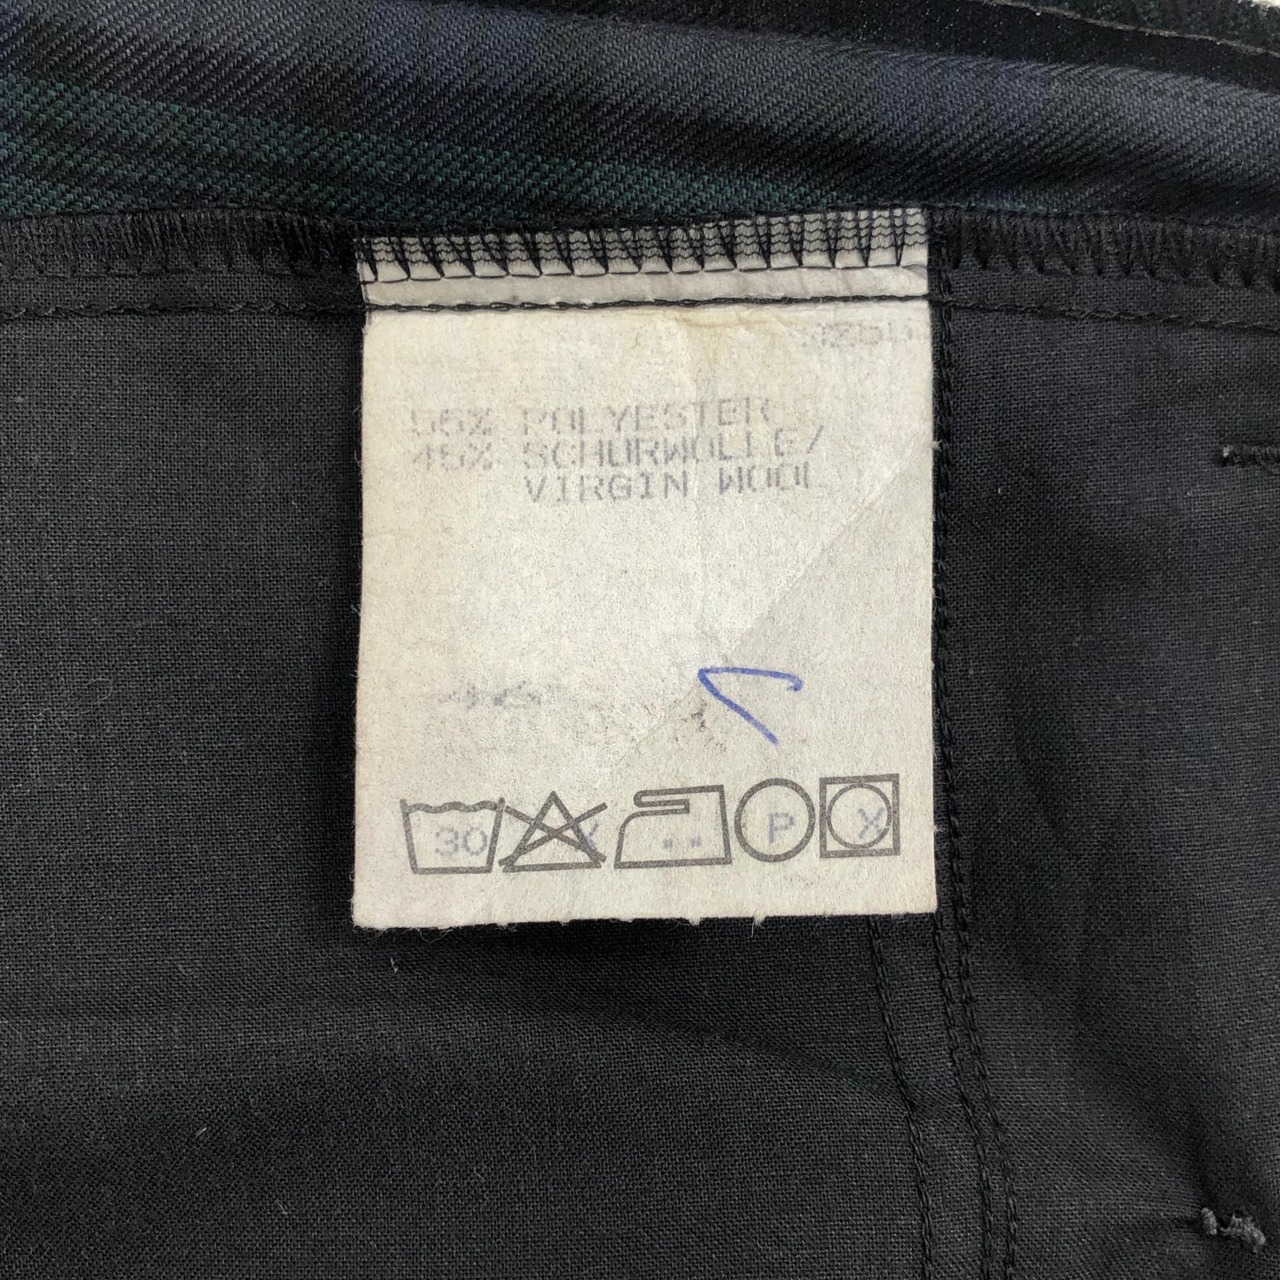 55% POLYESTER
45% SCHURWOLLE/
VIRGIN WOOL
30 X .. P X